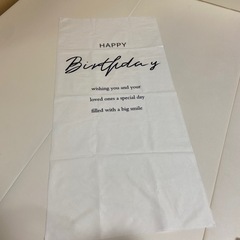 HAPPY
Birthday
wishing you and your
loved ones a special day
filled with a big smile